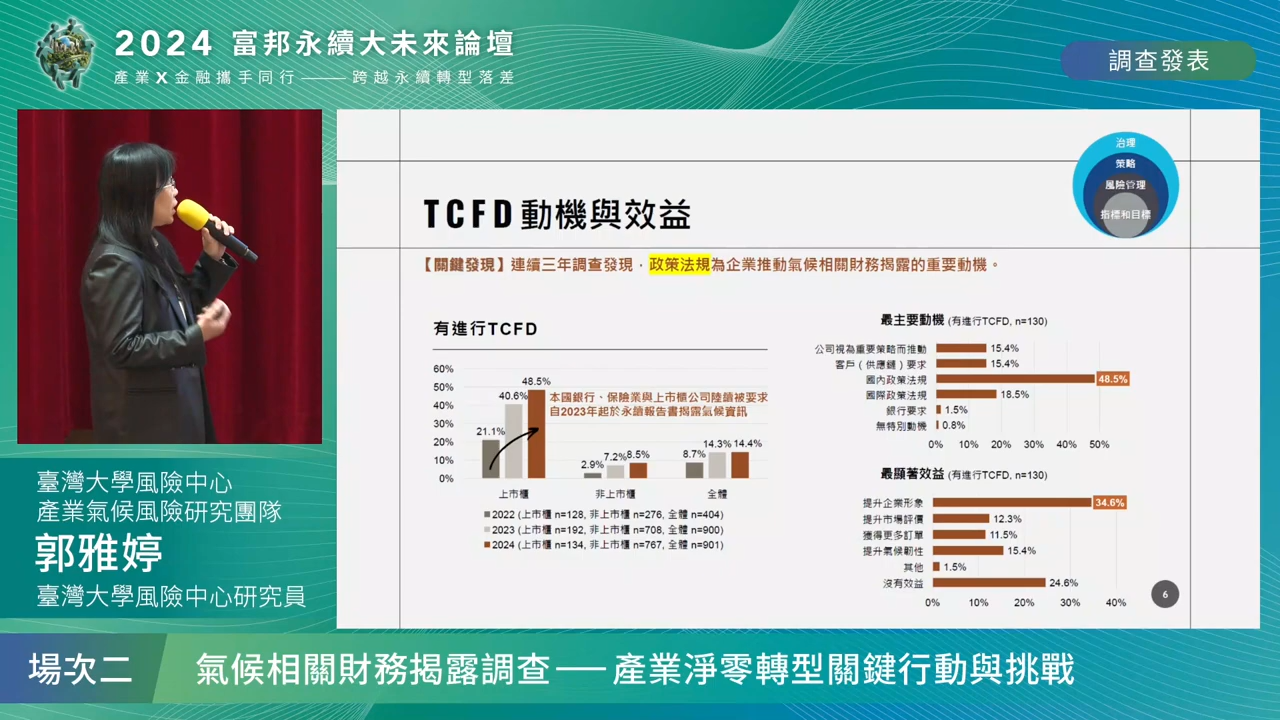 2024 富邦永續大未來論壇
產業X金融攜手同行——跨越永續轉型落差
調查發表
治理
策略
風險管理
指標和目標
TCFD動機與效益
【關鍵發現】連續三年調查發現，政策法規為企業推動氣候相關財務揭露的重要動機。
有進行TCFD
60%
50%
40%
30%
20%
10%
0%
21.1%
40.6%
48.5%
2.9%
7.2%
8.5%
8.7%
14.3%
14.4%
本國銀行、保險業與上市櫃公司陸續被要求
自2023年起於永續報告書揭露氣候資訊
上市櫃
非上市櫃
全體
2022 (上市櫃 n=128, 非上市櫃 n=276, 全體 n=404)
2023 (上市櫃 n=192, 非上市櫃 n=708, 全體 n=900)
2024 (上市櫃 n=134, 非上市櫃 n=767, 全體 n=901)
最主要動機 (有進行TCFD, n=130)
公司視為重要策略而推動 15.4%
客戶（供應鏈）要求 15.4%
國內政策法規 48.5%
國際政策法規 18.5%
銀行要求 1.5%
無特別動機 0.8%
0% 10% 20% 30% 40% 50%
最顯著效益 (有進行TCFD, n=130)
提升企業形象 34.6%
提升市場評價 12.3%
獲得更多訂單 11.5%
提升氣候韌性 15.4%
其他 1.5%
沒有效益 24.6%
0% 10% 20% 30% 40%
6
臺灣大學風險中心
產業氣候風險研究團隊
郭雅婷
臺灣大學風險中心研究員
場次二
氣候相關財務揭露調查——產業淨零轉型關鍵行動與挑戰